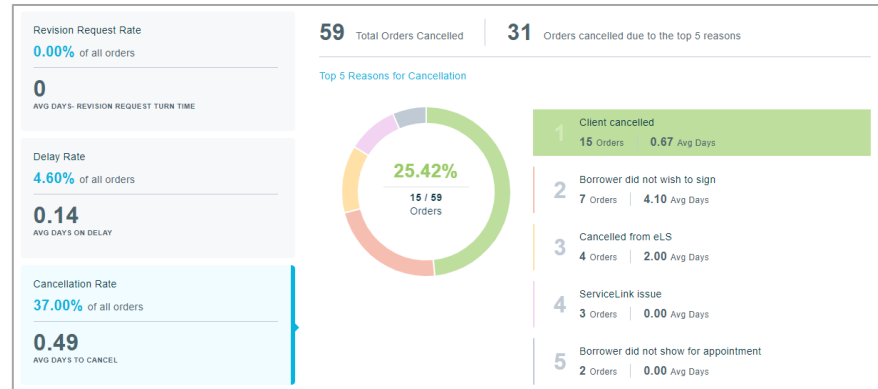 Revision Request Rate
0.00% of all orders
0
AVG DAYS- REVISION REQUEST TURN TIME
Delay Rate
4.60% of all orders
0.14
AVG DAYS ON DELAY
Cancellation Rate
37.00% of all orders
0.49
AVG DAYS TO CANCEL
59 Total Orders Cancelled 31 Orders cancelled due to the top 5 reasons
Top 5 Reasons for Cancellation
25.42%
15 / 59
Orders
1 Client cancelled
15 Orders 0.67 Avg Days
2 Borrower did not wish to sign
7 Orders 4.10 Avg Days
3 Cancelled from eLS
4 Orders 2.00 Avg Days
4 ServiceLink issue
3 Orders 0.00 Avg Days
5 Borrower did not show for appointment
2 Orders 0.00 Avg Days